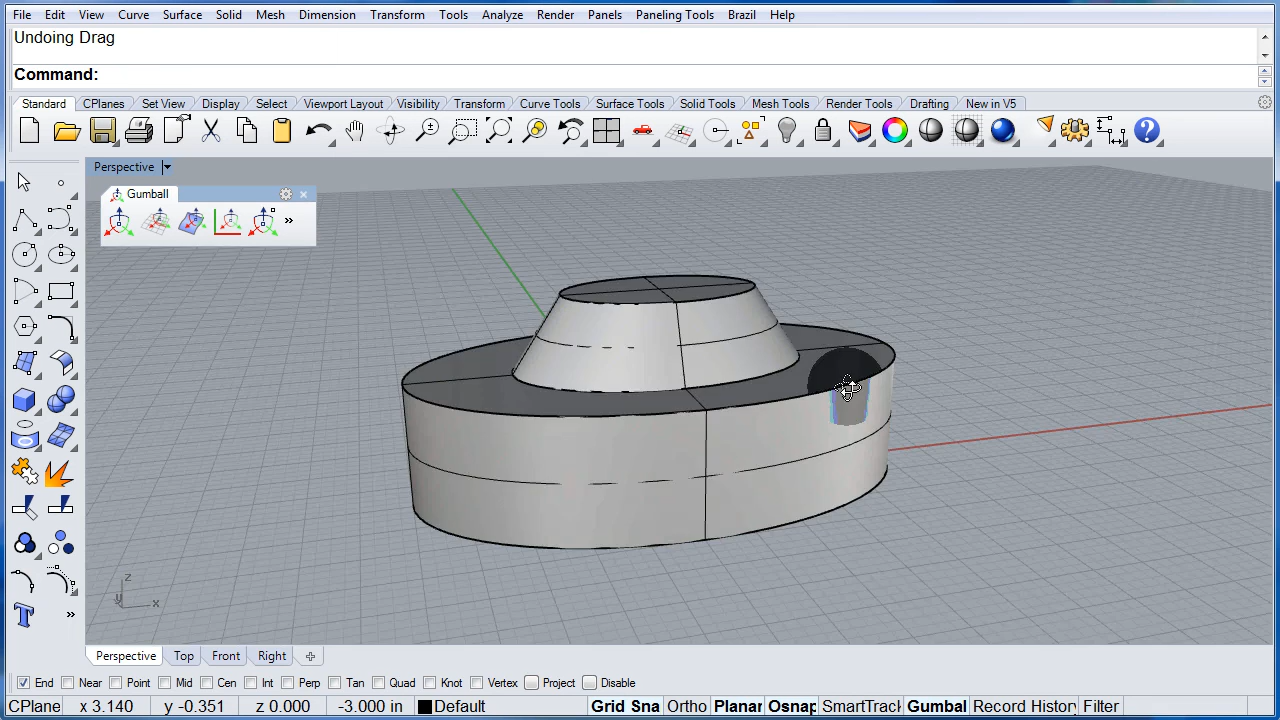 File Edit View Curve Surface Solid Mesh Dimension Transform Tools Analyze Render Panels Paneling Tools Brazil Help
Undoing Drag
Command:
Standard CPlanes Set View Display Select Viewport Layout Visibility Transform Curve Tools Surface Tools Solid Tools Mesh Tools Render Tools Drafting New in V5
Perspective
Gumball
»
z
y x
T »
Perspective Top Front Right
End Near Point Mid Cen Int Perp Tan Quad Knot Vertex Project Disable
CPlane x 3.140 y -0.351 z 0.000 -3.000 in Default Grid Sna Ortho Planar Osnap SmartTrack Gumbal Record History Filter